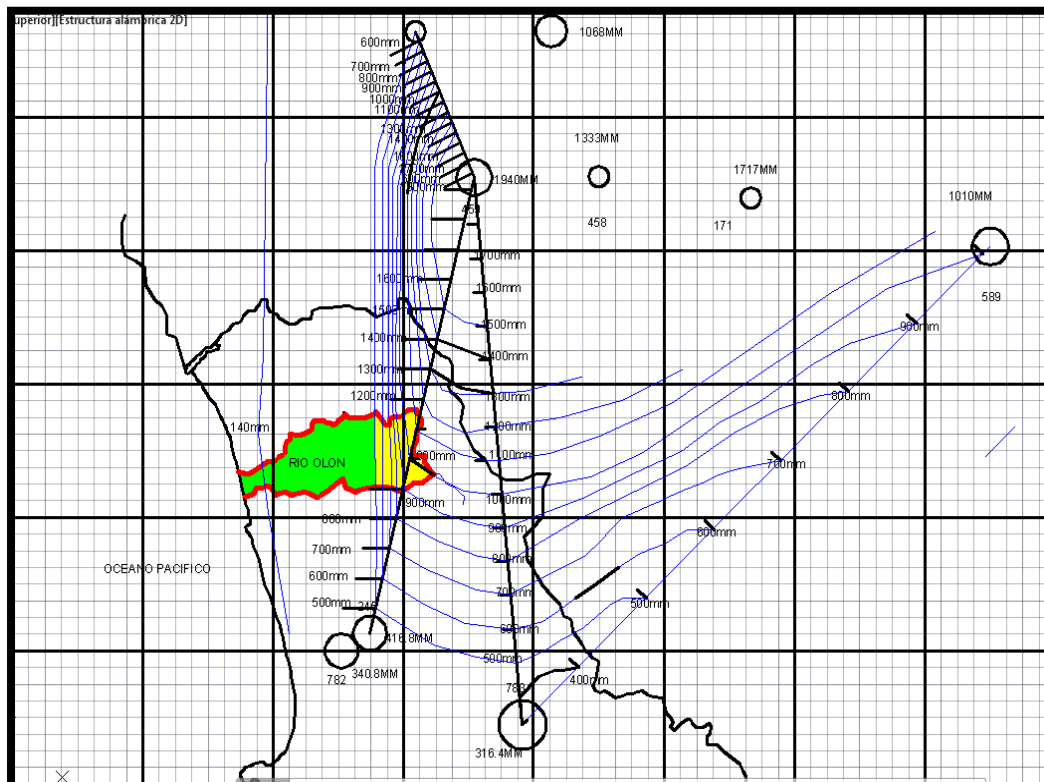 uperior][Estructura alámbrica 2D]
1068MM
600mm
700mm
800mm
900mm
1000mm
1100mm
1300mm
1333MM
1717MM
1940MM
458
171
1010MM
589
1700mm
1600mm
1600mm
1500mm
1500mm
1400mm
1400mm
1300mm
1300mm
1200mm
1200mm
140mm
1100mm
RIO OLON
1000mm
900mm
900mm
900mm
800mm
800mm
700mm
700mm
700mm
600mm
600mm
600mm
500mm
500mm
500mm
400mm
OCEANO PACIFICO
246
416.8MM
340.8MM
782
783
316.4MM